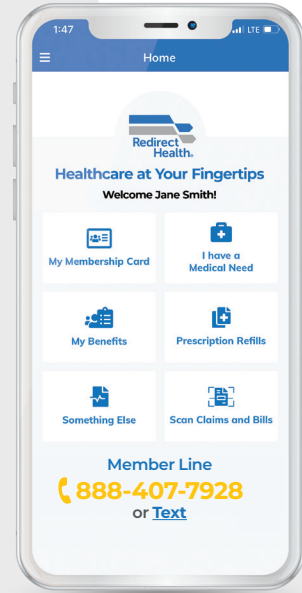 1:47
LTE
Home
Redirect
Health®
Healthcare at Your Fingertips
Welcome Jane Smith!
My Membership Card
I have a
Medical Need
My Benefits
Prescription Refills
Something Else
Scan Claims and Bills
Member Line
888-407-7928
or Text